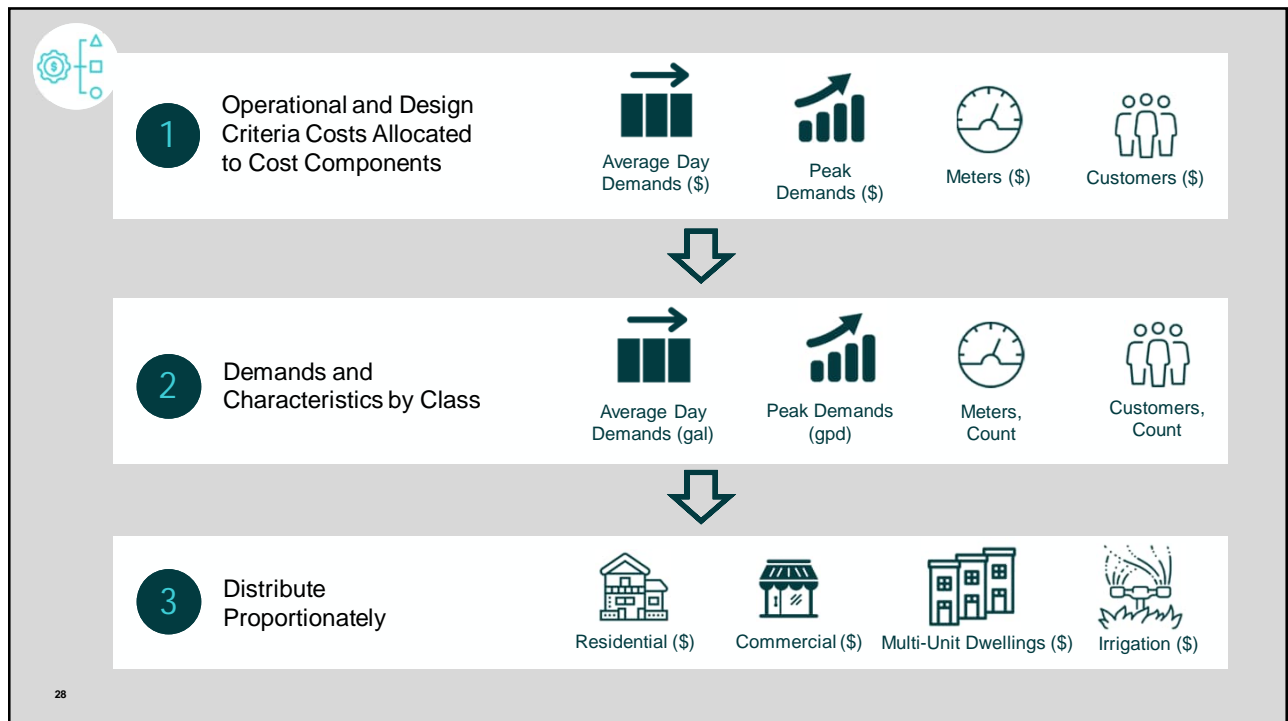 $
1
Operational and Design
Criteria Costs Allocated
to Cost Components
Average Day
Demands ($)
Peak
Demands ($)
Meters ($)
Customers ($)
2
Demands and
Characteristics by Class
Average Day
Demands (gal)
Peak Demands
(gpd)
Meters,
Count
Customers,
Count
3
Distribute
Proportionately
Residential ($)
Commercial ($)
Multi-Unit Dwellings ($)
Irrigation ($)
28